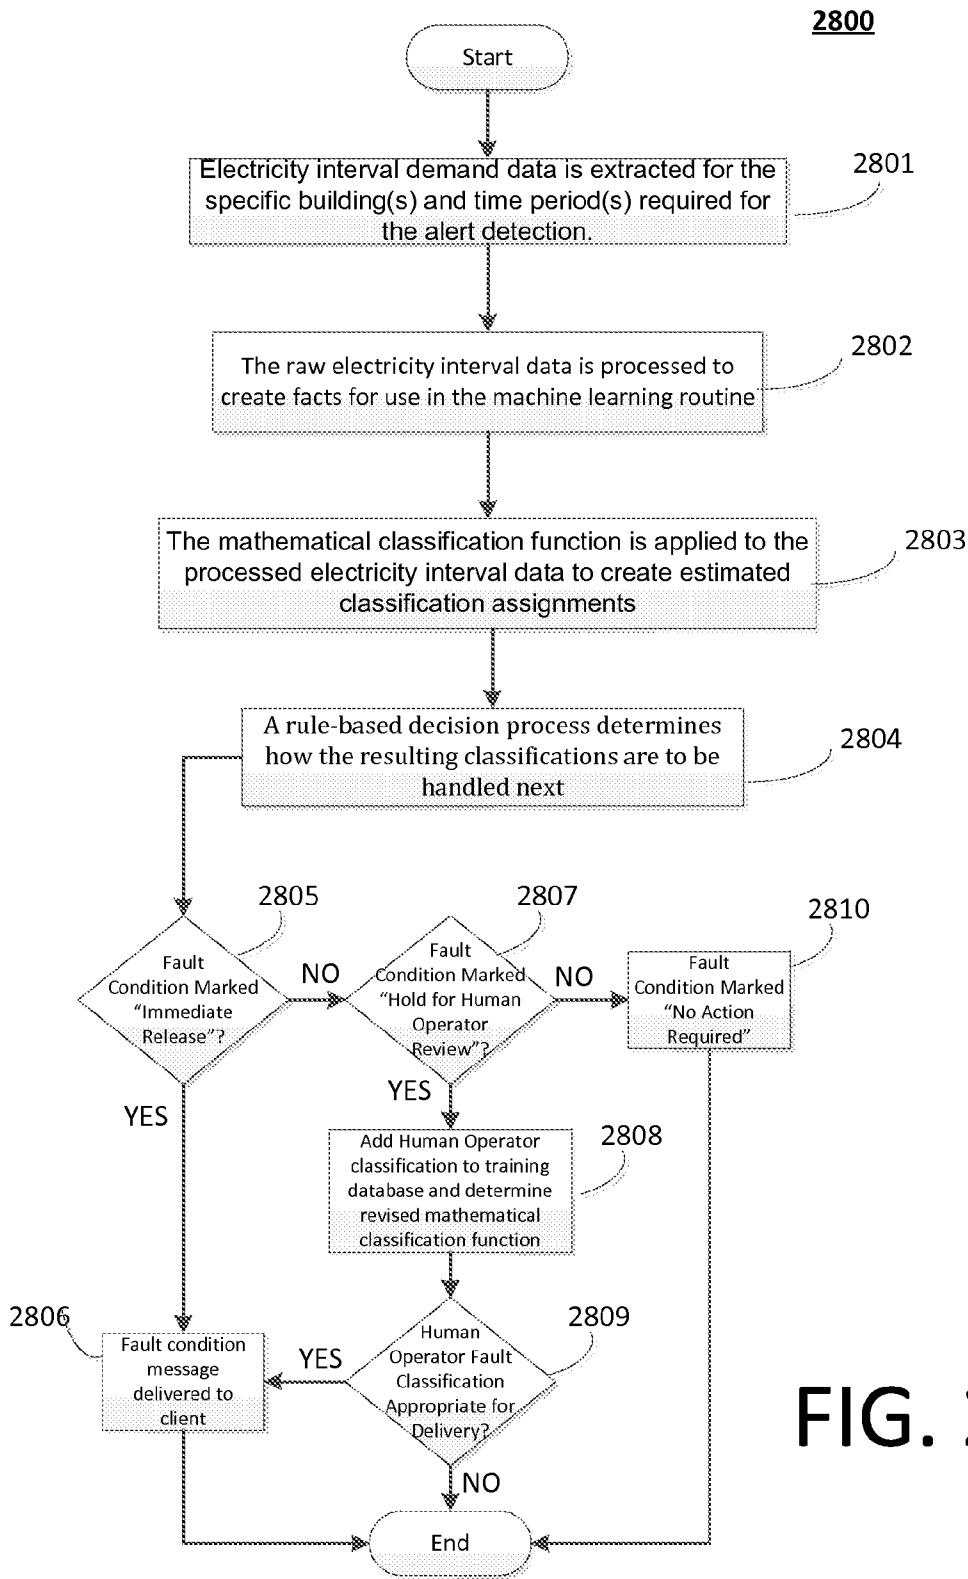 2800
Start
Electricity interval demand data is extracted for the
specific building(s) and time period(s) required for
the alert detection.
2801
The raw electricity interval data is processed to
create facts for use in the machine learning routine
2802
The mathematical classification function is applied to the
processed electricity interval data to create estimated
classification assignments
2803
A rule-based decision process determines
how the resulting classifications are to be
handled next
2804
2805
Fault
Condition Marked
“Immediate
Release”?
NO
YES
2807
Fault
Condition Marked
“Hold for Human
Operator
Review”?
NO
YES
2810
Fault
Condition Marked
“No Action
Required”
2808
Add Human Operator
classification to training
database and determine
revised mathematical
classification function
2806
Fault condition
message
delivered to
client
YES
2809
Human
Operator Fault
Classification
Appropriate for
Delivery?
NO
End
FIG.